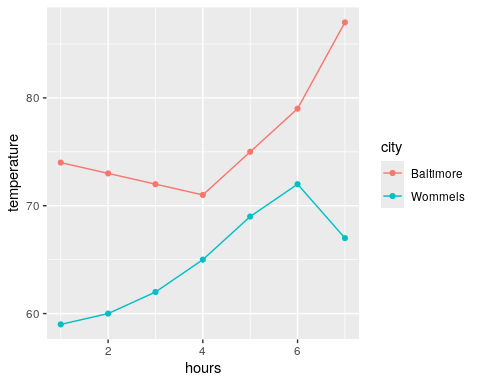 80
70
60
2 4 6
hours
temperature
city
Baltimore
Wommels